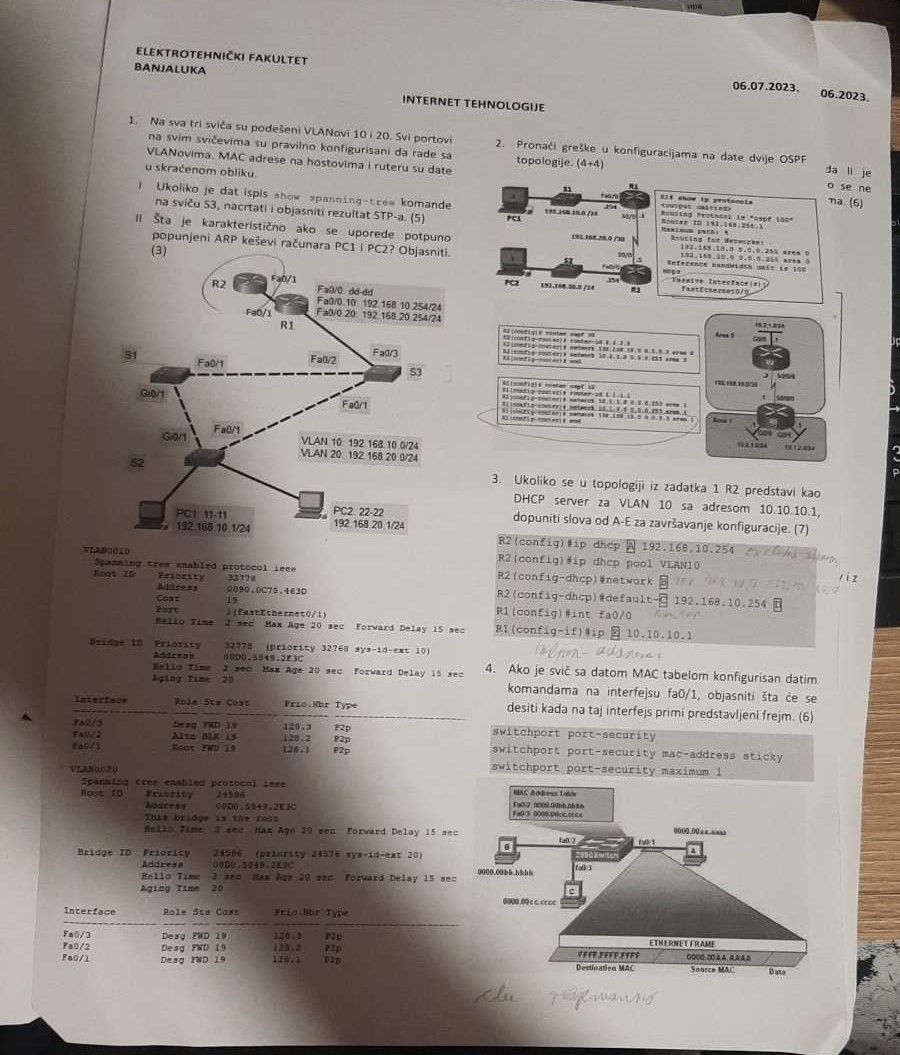 ELEKTROTEHNIČKI FAKULTET
BANJALUKA
06.07.2023.
06.2023.
INTERNET TEHNOLOGIJE
1. Na sva tri sviča su podešeni VLANovi 10 i 20. Svi portovi
na svim svičevima su pravilno konfigurisani da rade sa
VLANovima. MAC adrese na hostovima i ruteru su date
u skraćenom obliku.
I Ukoliko je dat ispis show spanning-tree komande
na sviču S3, nacrtati i objasniti rezultat STP-a. (5)
II Šta je karakteristično ako se uporede potpuno
popunjeni ARP keševi računara PC1 i PC2? Objasniti.
(3)
R2
Fa0/1
Fa0/1
R1
Fa0/0: dd-dd
Fa0/0.10: 192.168.10.254/24
Fa0/0.20: 192.168.20.254/24
S1
Fa0/1
Fa0/2
Fa0/3
S3
Gi0/1
Fa0/1
Gi0/1
Fa0/1
S2
VLAN 10: 192.168.10.0/24
VLAN 20: 192.168.20.0/24
PC1: 11-11
192.168.10.1/24
PC2: 22-22
192.168.20.1/24
VLAN0010
Spanning tree enabled protocol ieee
Root ID Priority 32778
Address 0090.0C75.463D
Cost 19
Port 1(FastEthernet0/1)
Hello Time 2 sec Max Age 20 sec Forward Delay 15 sec
Bridge ID Priority 32778 (priority 32768 sys-id-ext 10)
Address 00D0.5849.2E3C
Hello Time 2 sec Max Age 20 sec Forward Delay 15 sec
Aging Time 20
Interface Role Sts Cost Prio.Nbr Type
Fa0/3 Desg FWD 19 128.3 P2p
Fa0/2 Altn BLK 19 128.2 P2p
Fa0/1 Root FWD 19 128.1 P2p
VLAN0020
Spanning tree enabled protocol ieee
Root ID Priority 24596
Address 00D0.5849.2E3C
This bridge is the root
Hello Time 2 sec Max Age 20 sec Forward Delay 15 sec
Bridge ID Priority 24596 (priority 24576 sys-id-ext 20)
Address 00D0.5849.2E3C
Hello Time 2 sec Max Age 20 sec Forward Delay 15 sec
Aging Time 20
Interface Role Sts Cost Prio.Nbr Type
Fa0/3 Desg FWD 19 128.3 P2p
Fa0/2 Desg FWD 19 128.2 P2p
Fa0/1 Desg FWD 19 128.1 P2p
2. Pronaći greške u konfiguracijama na date dvije OSPF
topologije. (4+4)
da li je
o se ne
na. (6)
S1
Fa0/0
R1
.254
S0/0
PC1
192.168.10.0 /24
192.168.20.0 /30
S2
Fa0/0
S0/0
.5
.254
R3
PC2
192.168.30.0 /24
R1# show ip protocols
<output omitted>
Routing Protocol is "ospf 100"
Router ID 192.168.255.1
Maximum path: 4
Routing for Networks:
192.168.10.0 0.0.0.255 area 0
192.168.20.0 0.0.0.255 area 0
Reference bandwidth unit is 100
mbps
Passive Interface(s):
FastEthernet0/0
Area 0
Area 1
3. Ukoliko se u topologiji iz zadatka 1 R2 predstavi kao
DHCP server za VLAN 10 sa adresom 10.10.10.1,
dopuniti slova od A-E za završavanje konfiguracije. (7)
R2(config)#ip dhcp A 192.168.10.254
R2(config)#ip dhcp pool VLAN10
R2(config-dhcp)#network B
R2(config-dhcp)#default-C 192.168.10.254 D
R1(config)#int fa0/0
R1(config-if)#ip E 10.10.10.1
4. Ako je svič sa datom MAC tabelom konfigurisan datim
komandama na interfejsu fa0/1, objasniti šta će se
desiti kada na taj interfejs primi predstavljeni frejm. (6)
switchport port-security
switchport port-security mac-address sticky
switchport port-security maximum 1
MAC Address Table
Fa0/2 0000.00bb.bbbb
Fa0/3 0000.00cc.cccc
B
fa0/2
2950 Switch
fa0/1
0000.00aa.aaaa
A
0000.00bb.bbbb
fa0/3
C
0000.00cc.cccc
ETHERNET FRAME
FFFF.FFFF.FFFF
0000.00AA.AAAA
Destination MAC
Source MAC
Data